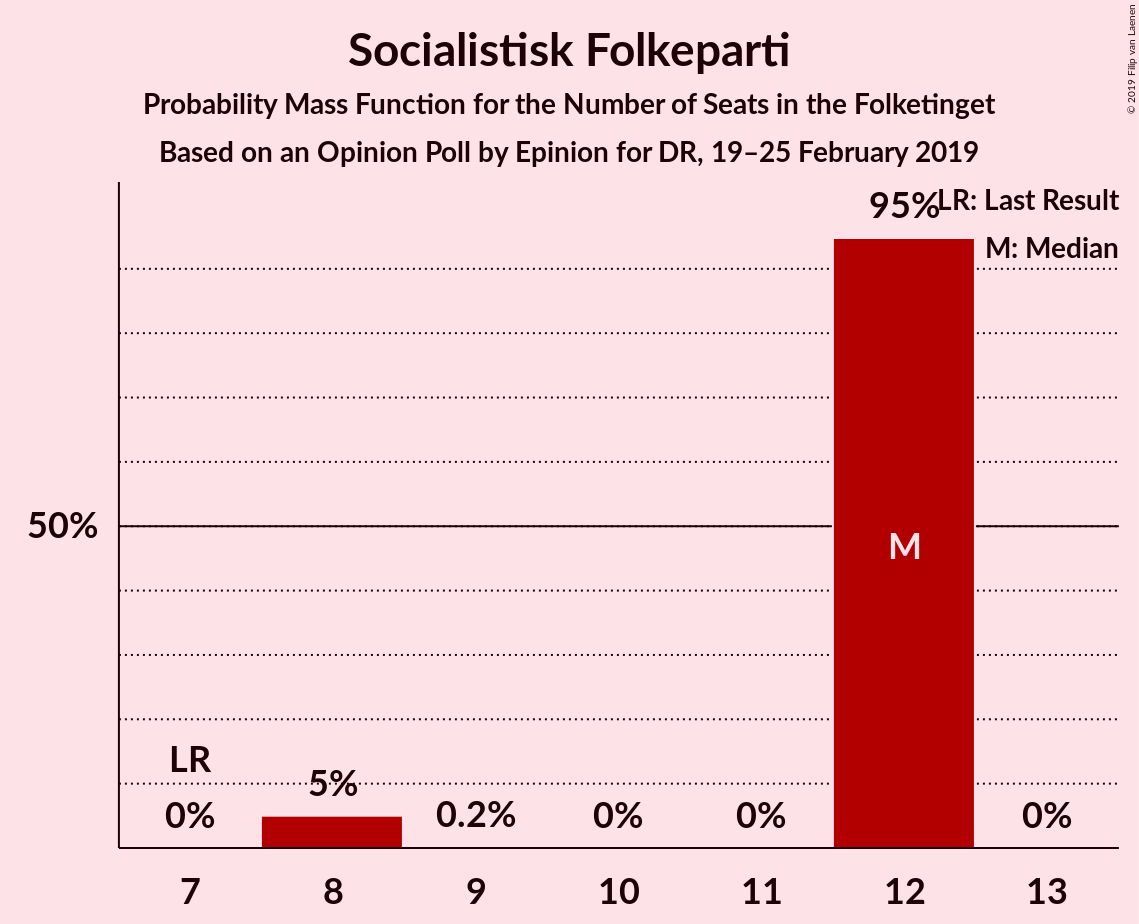 Socialistisk Folkeparti
Probability Mass Function for the Number of Seats in the Folketinget
Based on an Opinion Poll by Epinion for DR, 19–25 February 2019
© 2019 Filip van Laenen
LR: Last Result
M: Median
95%
50%
M
LR
0%
5%
0.2%
0%
0%
0%
7
8
9
10
11
12
13